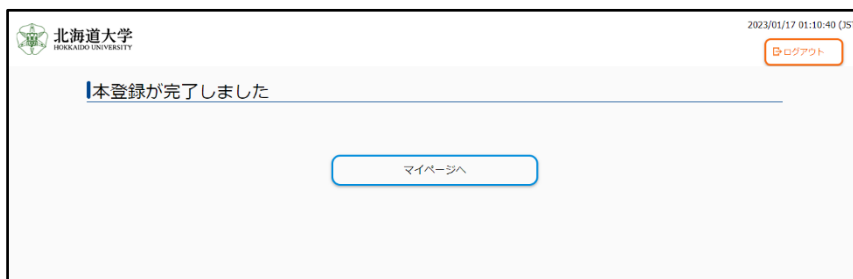 北海道大学
HOKKAIDO UNIVERSITY
2023/01/17 01:10:40 (JS
ログアウト
本登録が完了しました
マイページへ